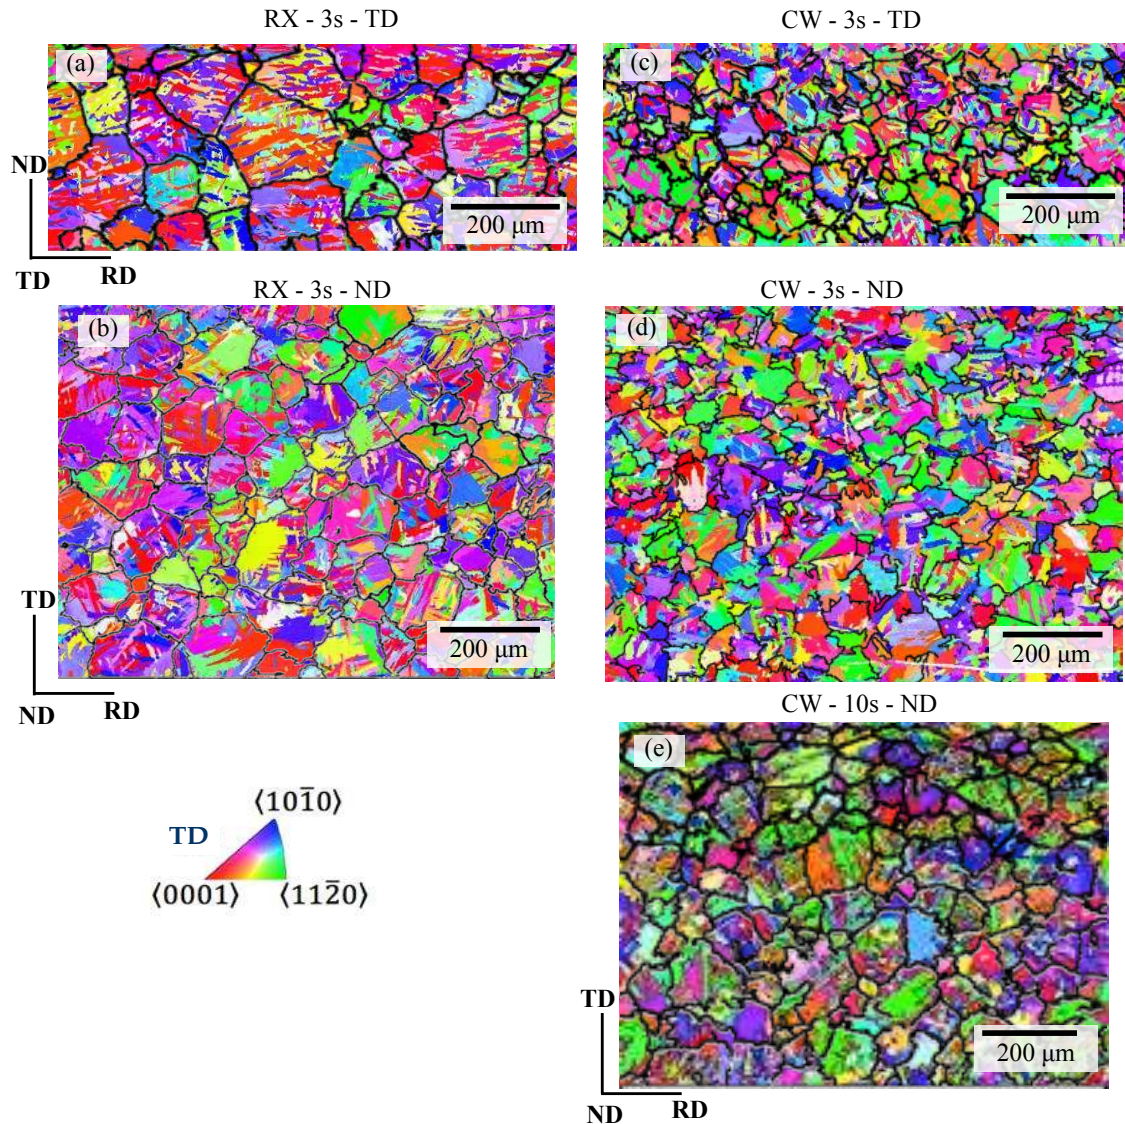 RX - 3s - TD
CW - 3s - TD
(a)
(c)
ND
200 μm
200 μm
TD
RD
RX - 3s - ND
CW - 3s - ND
(b)
(d)
TD
200 μm
200 μm
ND
RD
CW - 10s - ND
(e)
⟨101̄0⟩
TD
⟨0001⟩
⟨112̄0⟩
TD
200 μm
ND
RD